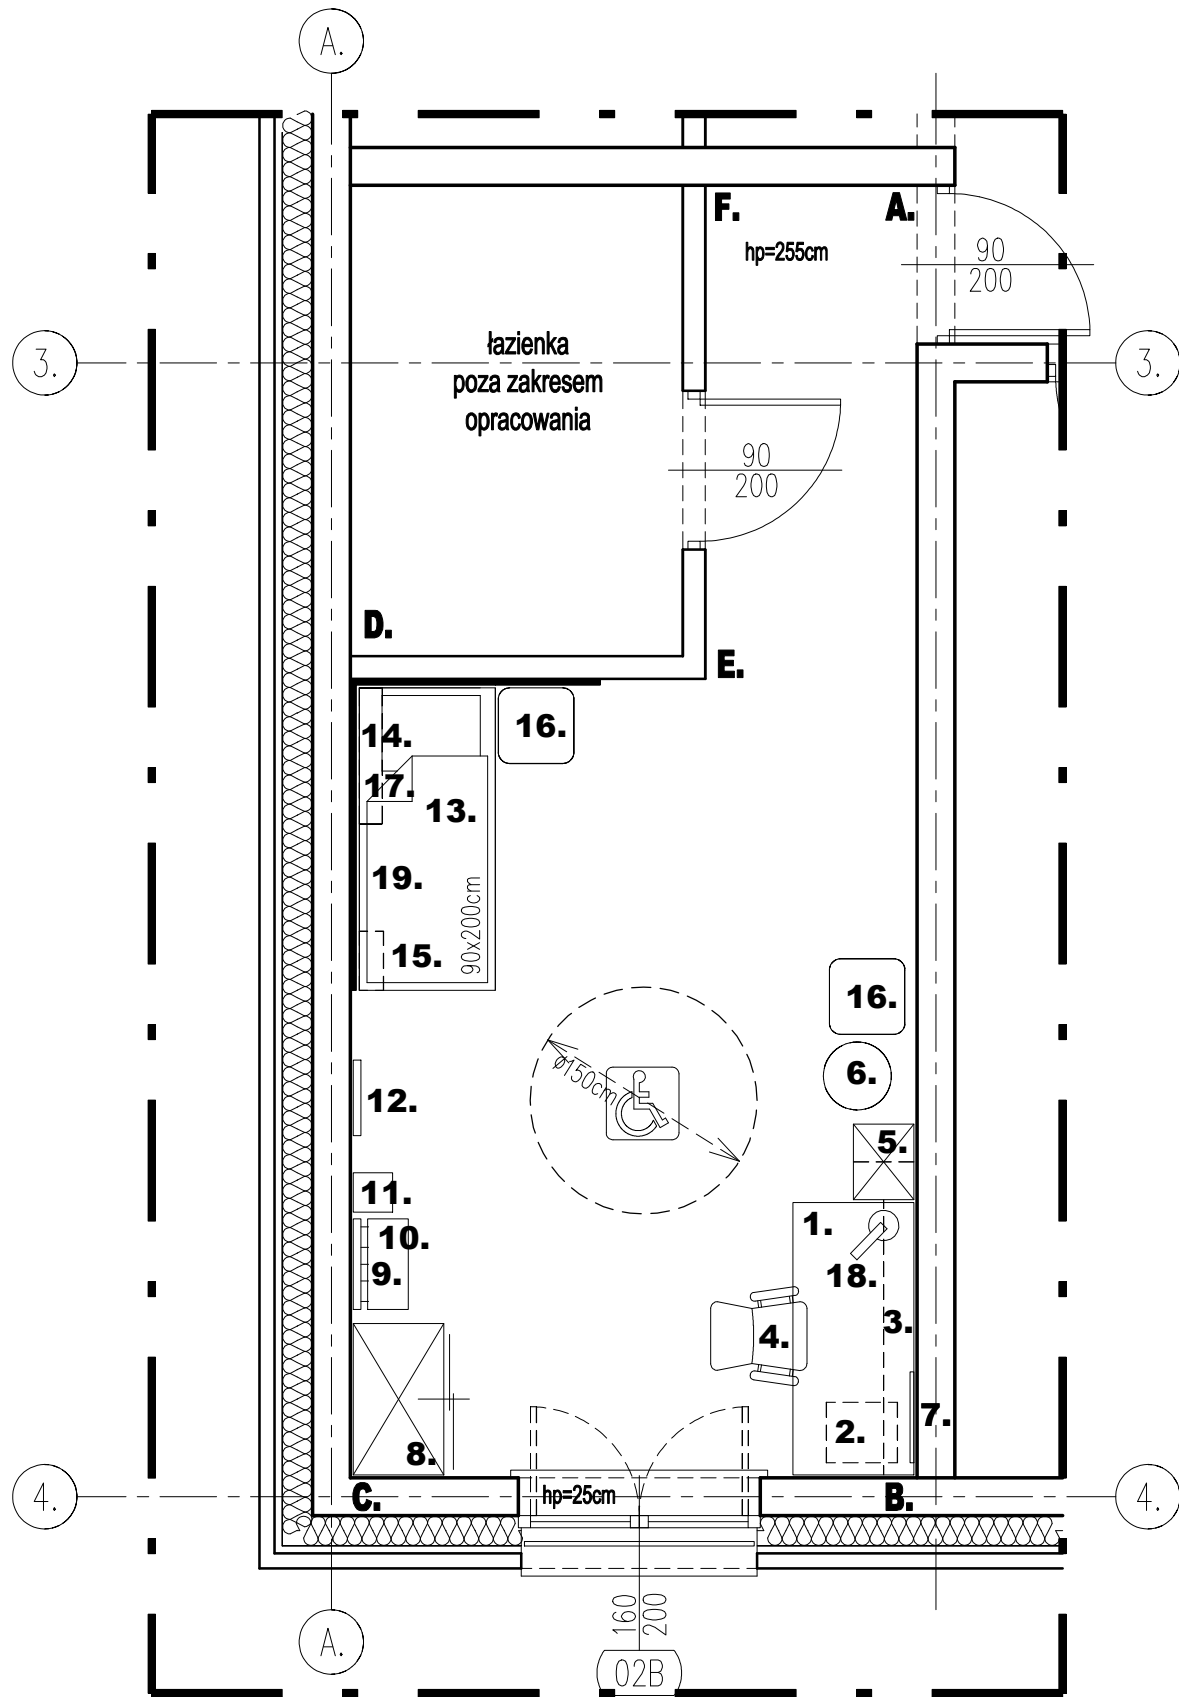 A.
F.
A.
hp=255cm
90
200
łazienka
poza zakresem
opracowania
3.
3.
90
200
D.
E.
14.
16.
17.
13.
19.
90x200cm
15.
16.
6.
ø150cm
12.
5.
11.
1.
10.
9.
18.
3.
4.
7.
2.
8.
4.
C.
hp=25cm
B.
4.
160
200
A.
02B